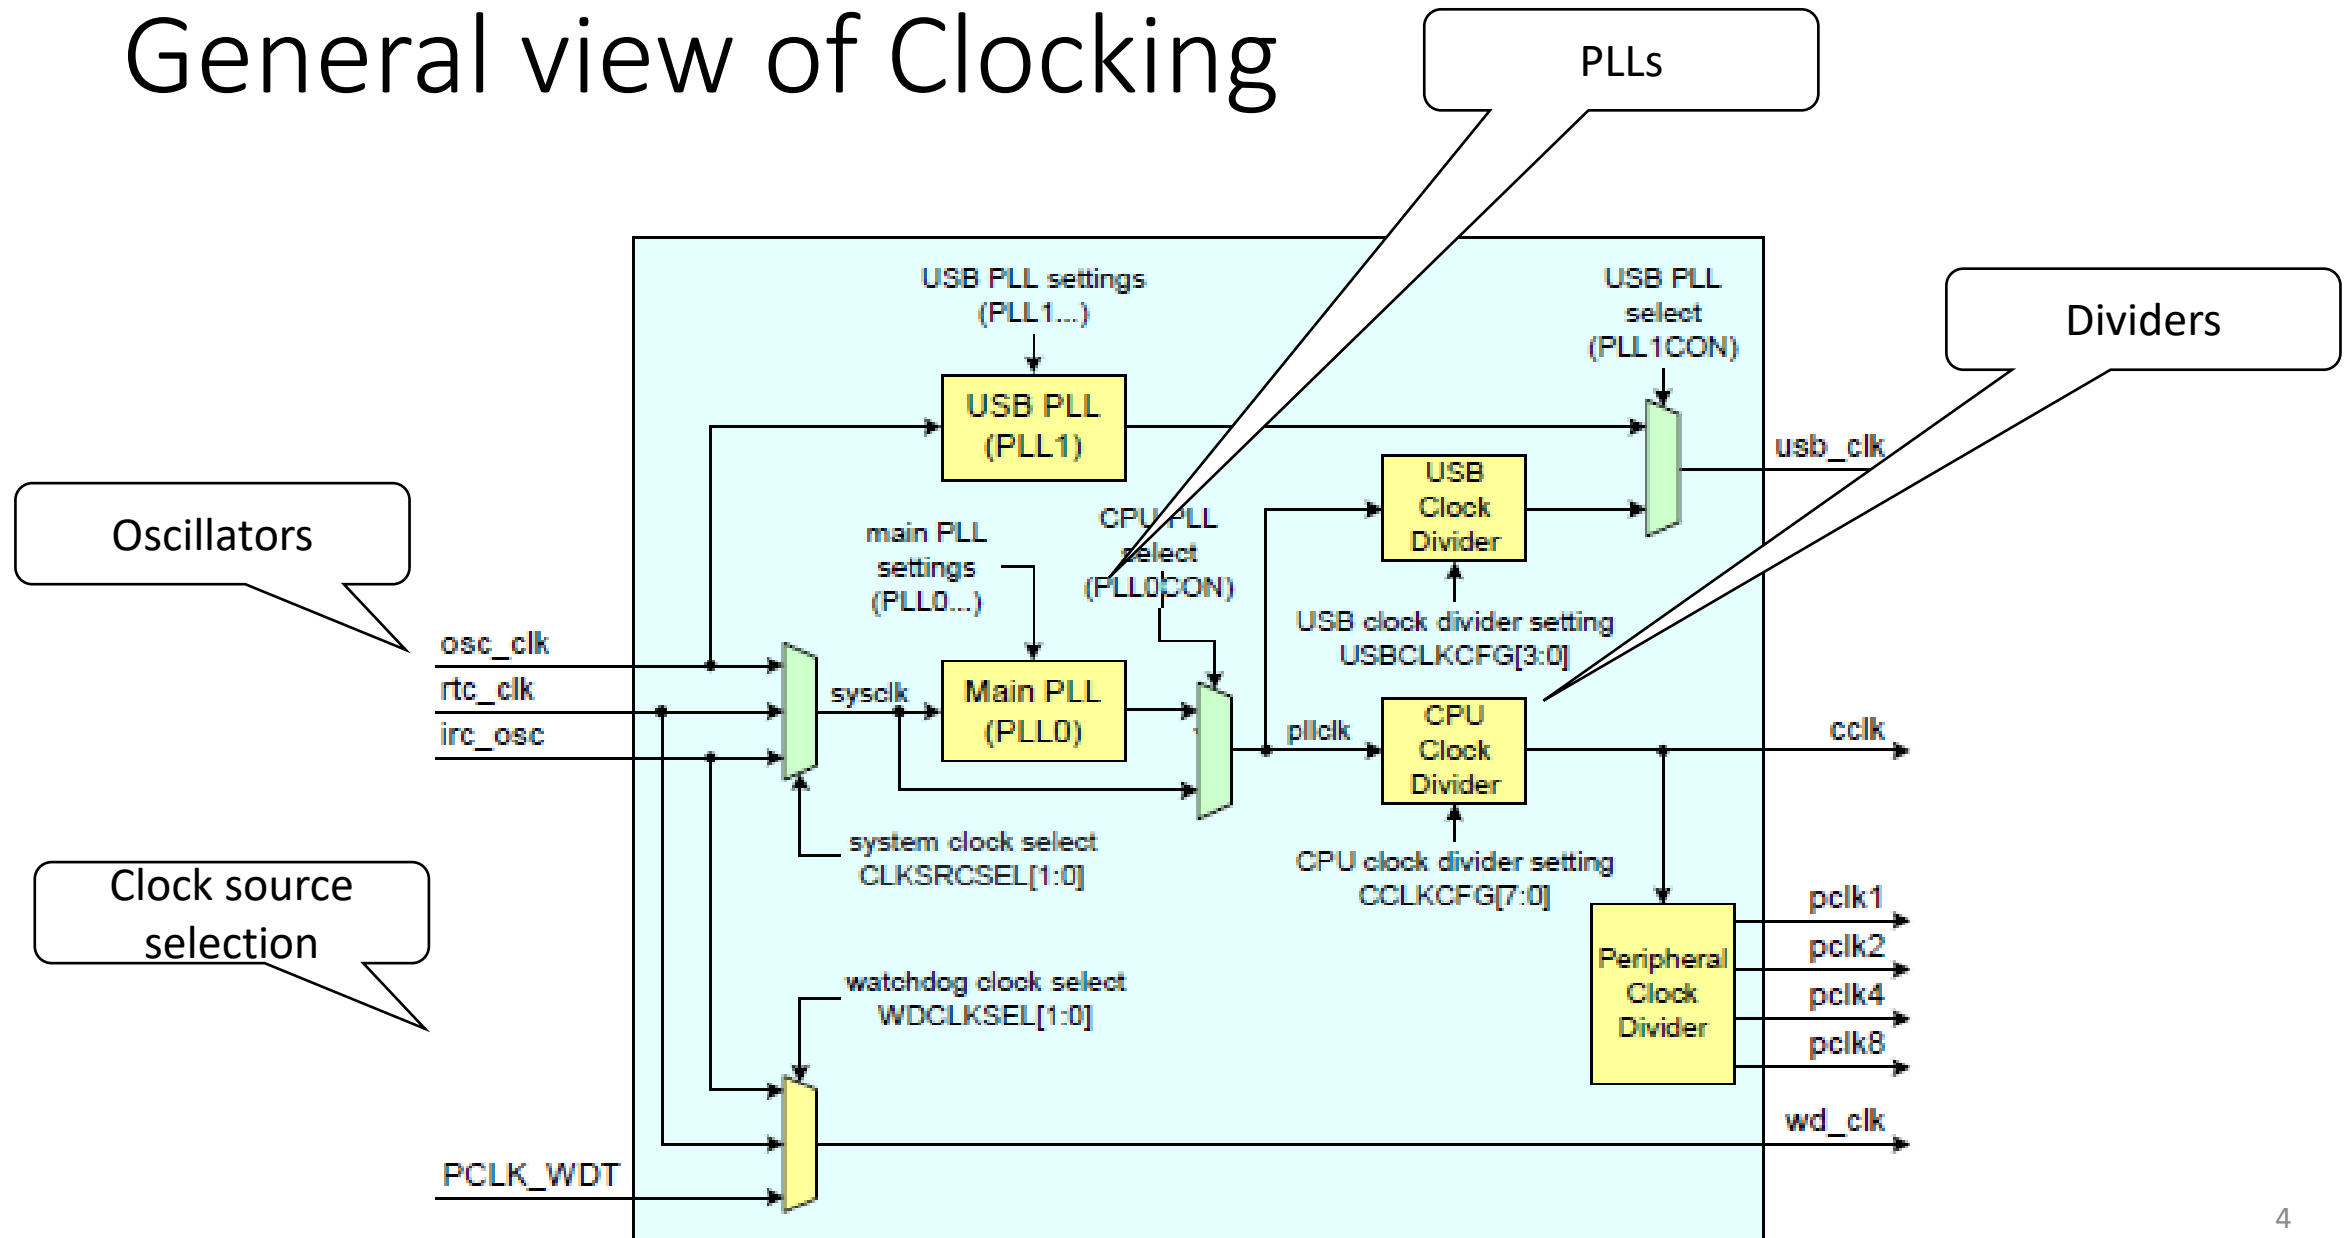 General view of Clocking
PLLs
Dividers
Oscillators
Clock source
selection
USB PLL settings
(PLL1...)
USB PLL
select
(PLL1CON)
USB PLL
(PLL1)
usb_clk
USB
Clock
Divider
main PLL
settings
(PLL0...)
CPU PLL
select
(PLL0CON)
USB clock divider setting
USBCLKCFG[3:0]
osc_clk
rtc_clk
irc_osc
sysclk
Main PLL
(PLL0)
pllclk
CPU
Clock
Divider
cclk
system clock select
CLKSRCSEL[1:0]
CPU clock divider setting
CCLKCFG[7:0]
pclk1
pclk2
pclk4
pclk8
Peripheral
Clock
Divider
watchdog clock select
WDCLKSEL[1:0]
wd_clk
PCLK_WDT
4